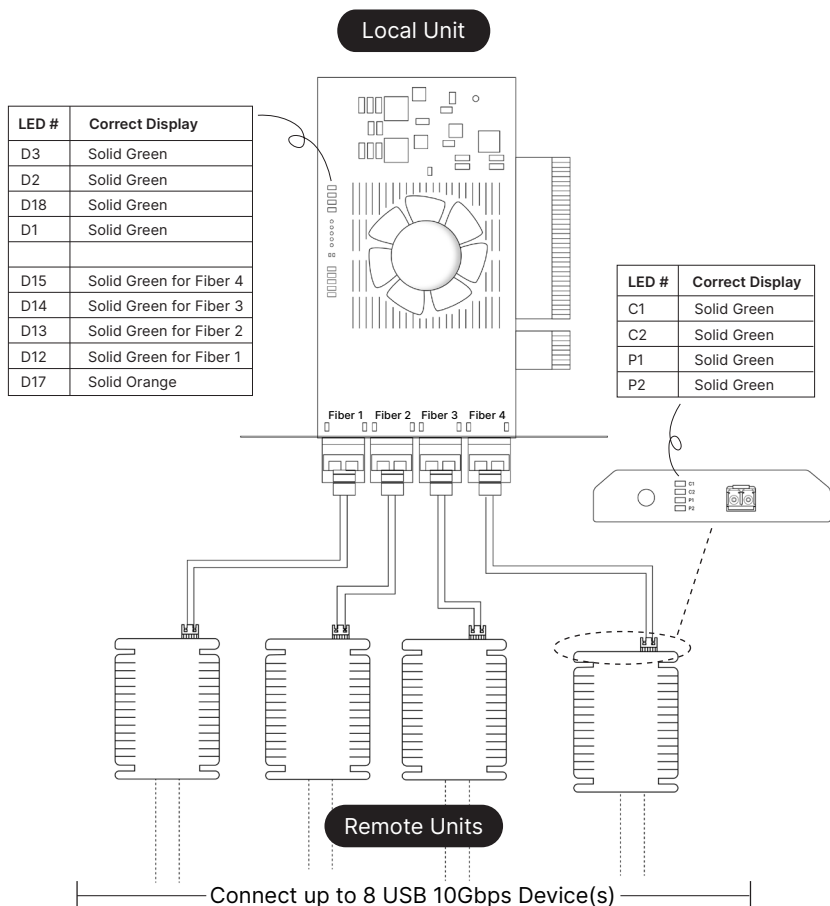 Local Unit
LED # Correct Display
D3 Solid Green
D2 Solid Green
D18 Solid Green
D1 Solid Green
D15 Solid Green for Fiber 4
D14 Solid Green for Fiber 3
D13 Solid Green for Fiber 2
D12 Solid Green for Fiber 1
D17 Solid Orange
LED # Correct Display
C1 Solid Green
C2 Solid Green
P1 Solid Green
P2 Solid Green
Fiber 1 Fiber 2 Fiber 3 Fiber 4
C1
C2
P1
P2
Remote Units
Connect up to 8 USB 10Gbps Device(s)